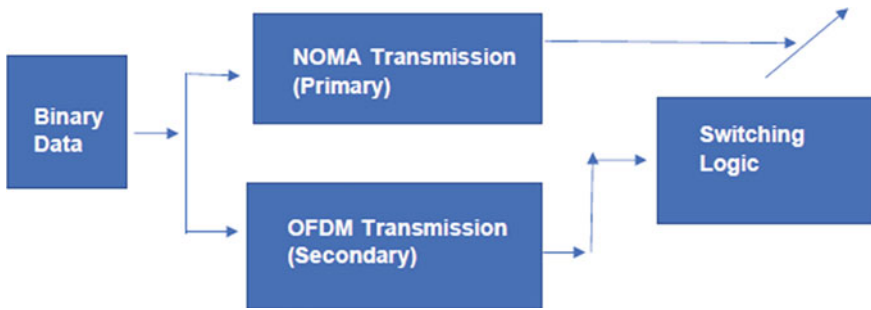 Binary
Data
NOMA Transmission
(Primary)
OFDM Transmission
(Secondary)
Switching
Logic